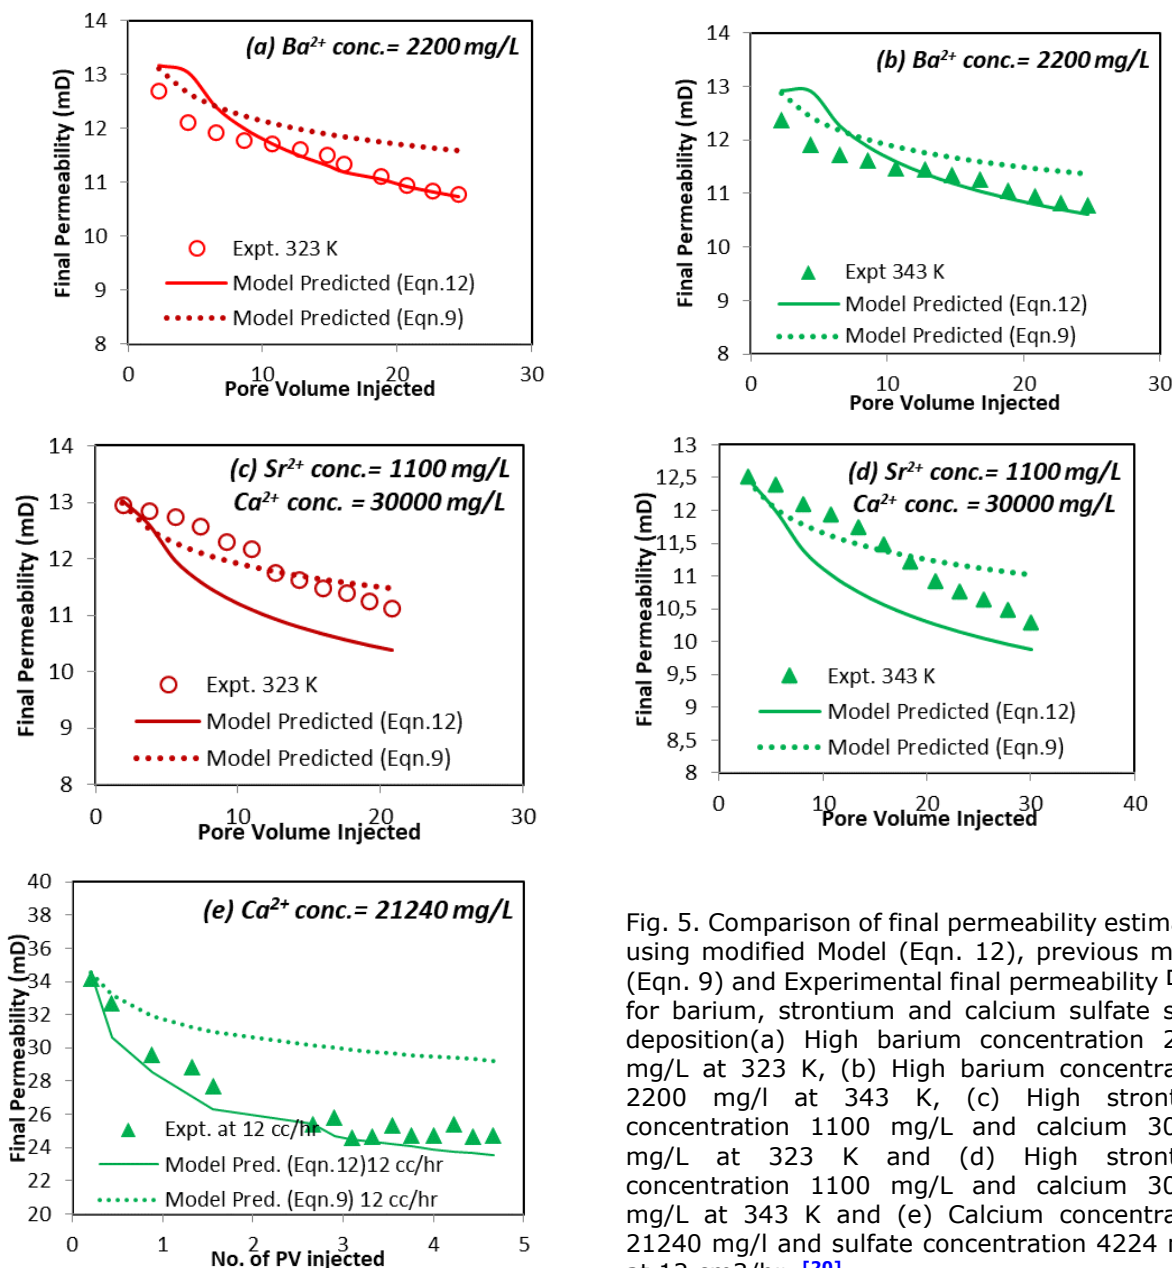 14
13
12
11
10
9
8
Final Permeability (mD)
(a) Ba²⁺ conc.= 2200 mg/L
Expt. 323 K
Model Predicted (Eqn.12)
Model Predicted (Eqn.9)
0 10 20 30
Pore Volume Injected
14
13
12
11
10
9
8
Final Permeability (mD)
(b) Ba²⁺ conc.= 2200 mg/L
Expt 343 K
Model Predicted (Eqn.12)
Model Predicted (Eqn.9)
0 10 20 30
Pore Volume Injected
14
13
12
11
10
9
8
Final Permeability (mD)
(c) Sr²⁺ conc.= 1100 mg/L
Ca²⁺ conc. = 30000 mg/L
Expt. 323 K
Model Predicted (Eqn.12)
Model Predicted (Eqn.9)
0 10 20 30
Pore Volume Injected
13
12,5
12
11,5
11
10,5
10
9,5
9
8,5
8
Final Permeability (mD)
(d) Sr²⁺ conc.= 1100 mg/L
Ca²⁺ conc. = 30000 mg/L
Expt. 343 K
Model Predicted (Eqn.12)
Model Predicted (Eqn.9)
0 10 20 30 40
Pore Volume Injected
40
38
36
34
32
30
28
26
24
22
20
Final Permeability (mD)
(e) Ca²⁺ conc.= 21240 mg/L
Expt. at 12 cc/hr
Model Pred. (Eqn.12)12 cc/hr
Model Pred. (Eqn.9) 12 cc/hr
0 1 2 3 4 5
No. of PV injected
Fig. 5. Comparison of final permeability estima
using modified Model (Eqn. 12), previous m
(Eqn. 9) and Experimental final permeability
for barium, strontium and calcium sulfate s
deposition(a) High barium concentration 2
mg/L at 323 K, (b) High barium concentra
2200 mg/l at 343 K, (c) High stront
concentration 1100 mg/L and calcium 30
mg/L at 323 K and (d) High stront
concentration 1100 mg/L and calcium 30
mg/L at 343 K and (e) Calcium concentra
21240 mg/l and sulfate concentration 4224 m
at 12 cm3/hr. [20]